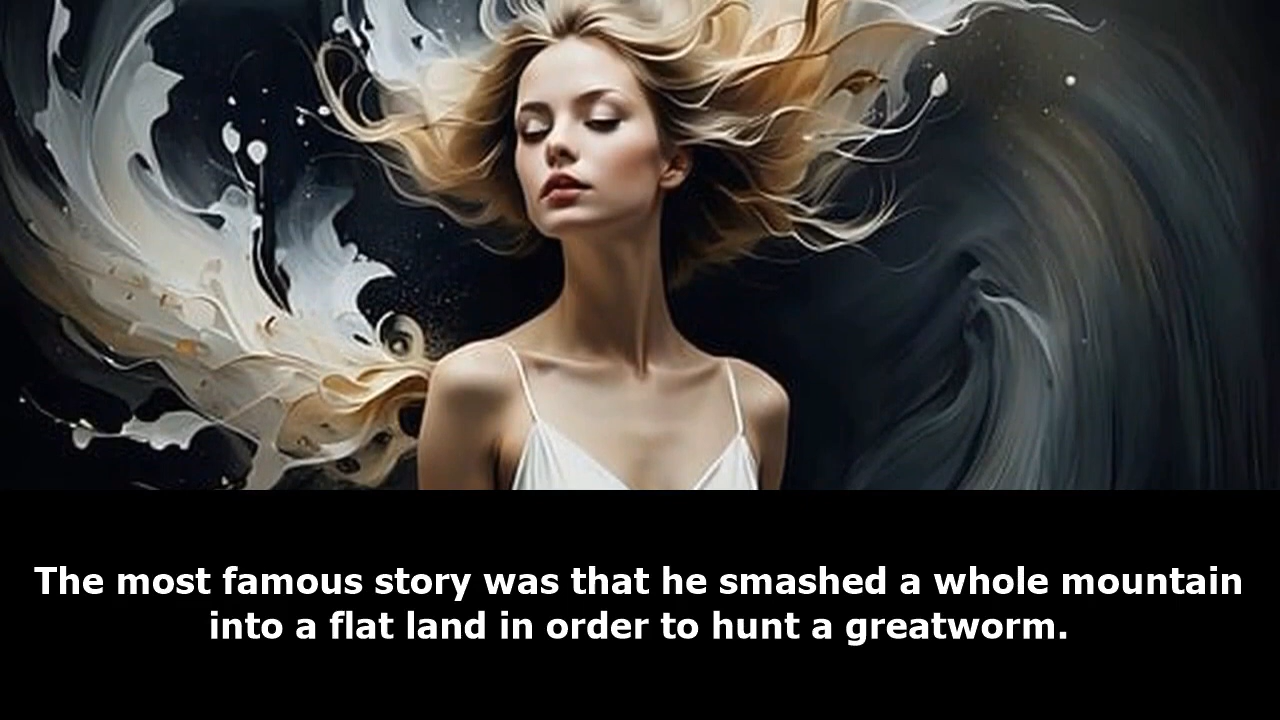 The most famous story was that he smashed a whole mountain
into a flat land in order to hunt a greatworm.